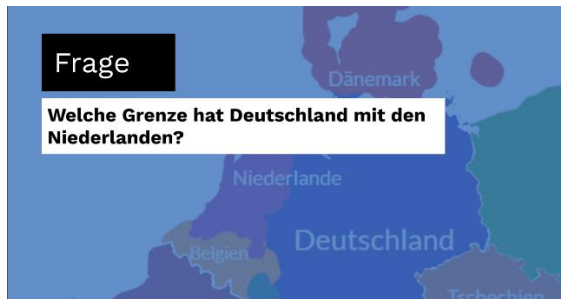 Frage
Dänemark
Welche Grenze hat Deutschland mit den
Niederlanden?
Niederlande
Deutschland
Belgien
Tschechien